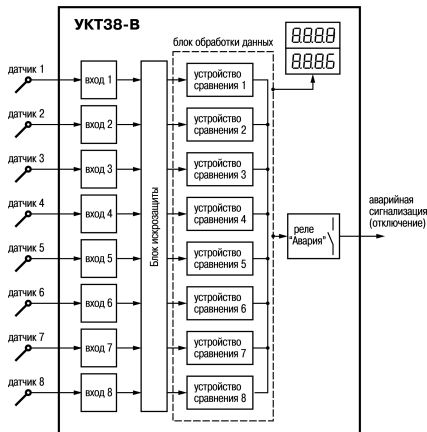 УКТ38-В
блок обработки данных
8.8.8.8
8.8.8.6
датчик 1
вход 1
устройство
сравнения 1
датчик 2
вход 2
устройство
сравнения 2
датчик 3
вход 3
устройство
сравнения 3
датчик 4
вход 4
устройство
сравнения 4
датчик 5
вход 5
устройство
сравнения 5
датчик 6
вход 6
устройство
сравнения 6
датчик 7
вход 7
устройство
сравнения 7
датчик 8
вход 8
устройство
сравнения 8
Блок искрозащиты
реле
"Авария"
аварийная
сигнализация
(отключение)